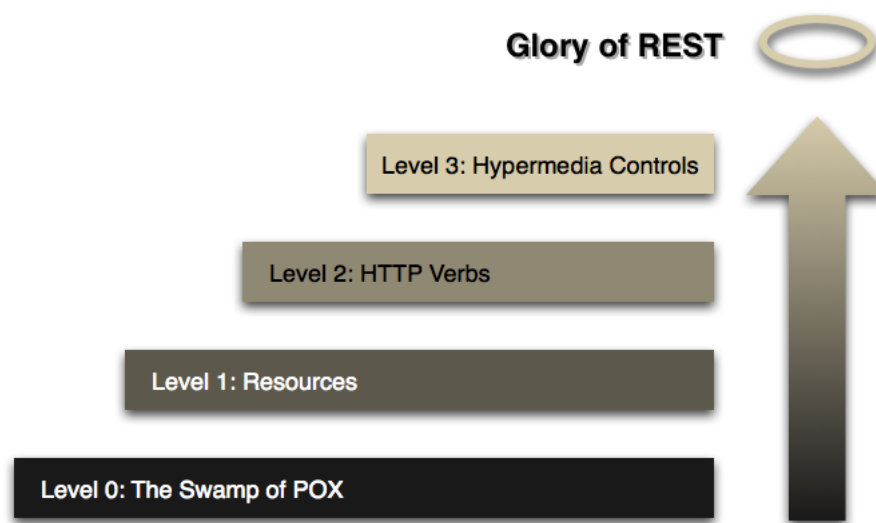 Glory of REST
Level 3: Hypermedia Controls
Level 2: HTTP Verbs
Level 1: Resources
Level 0: The Swamp of POX